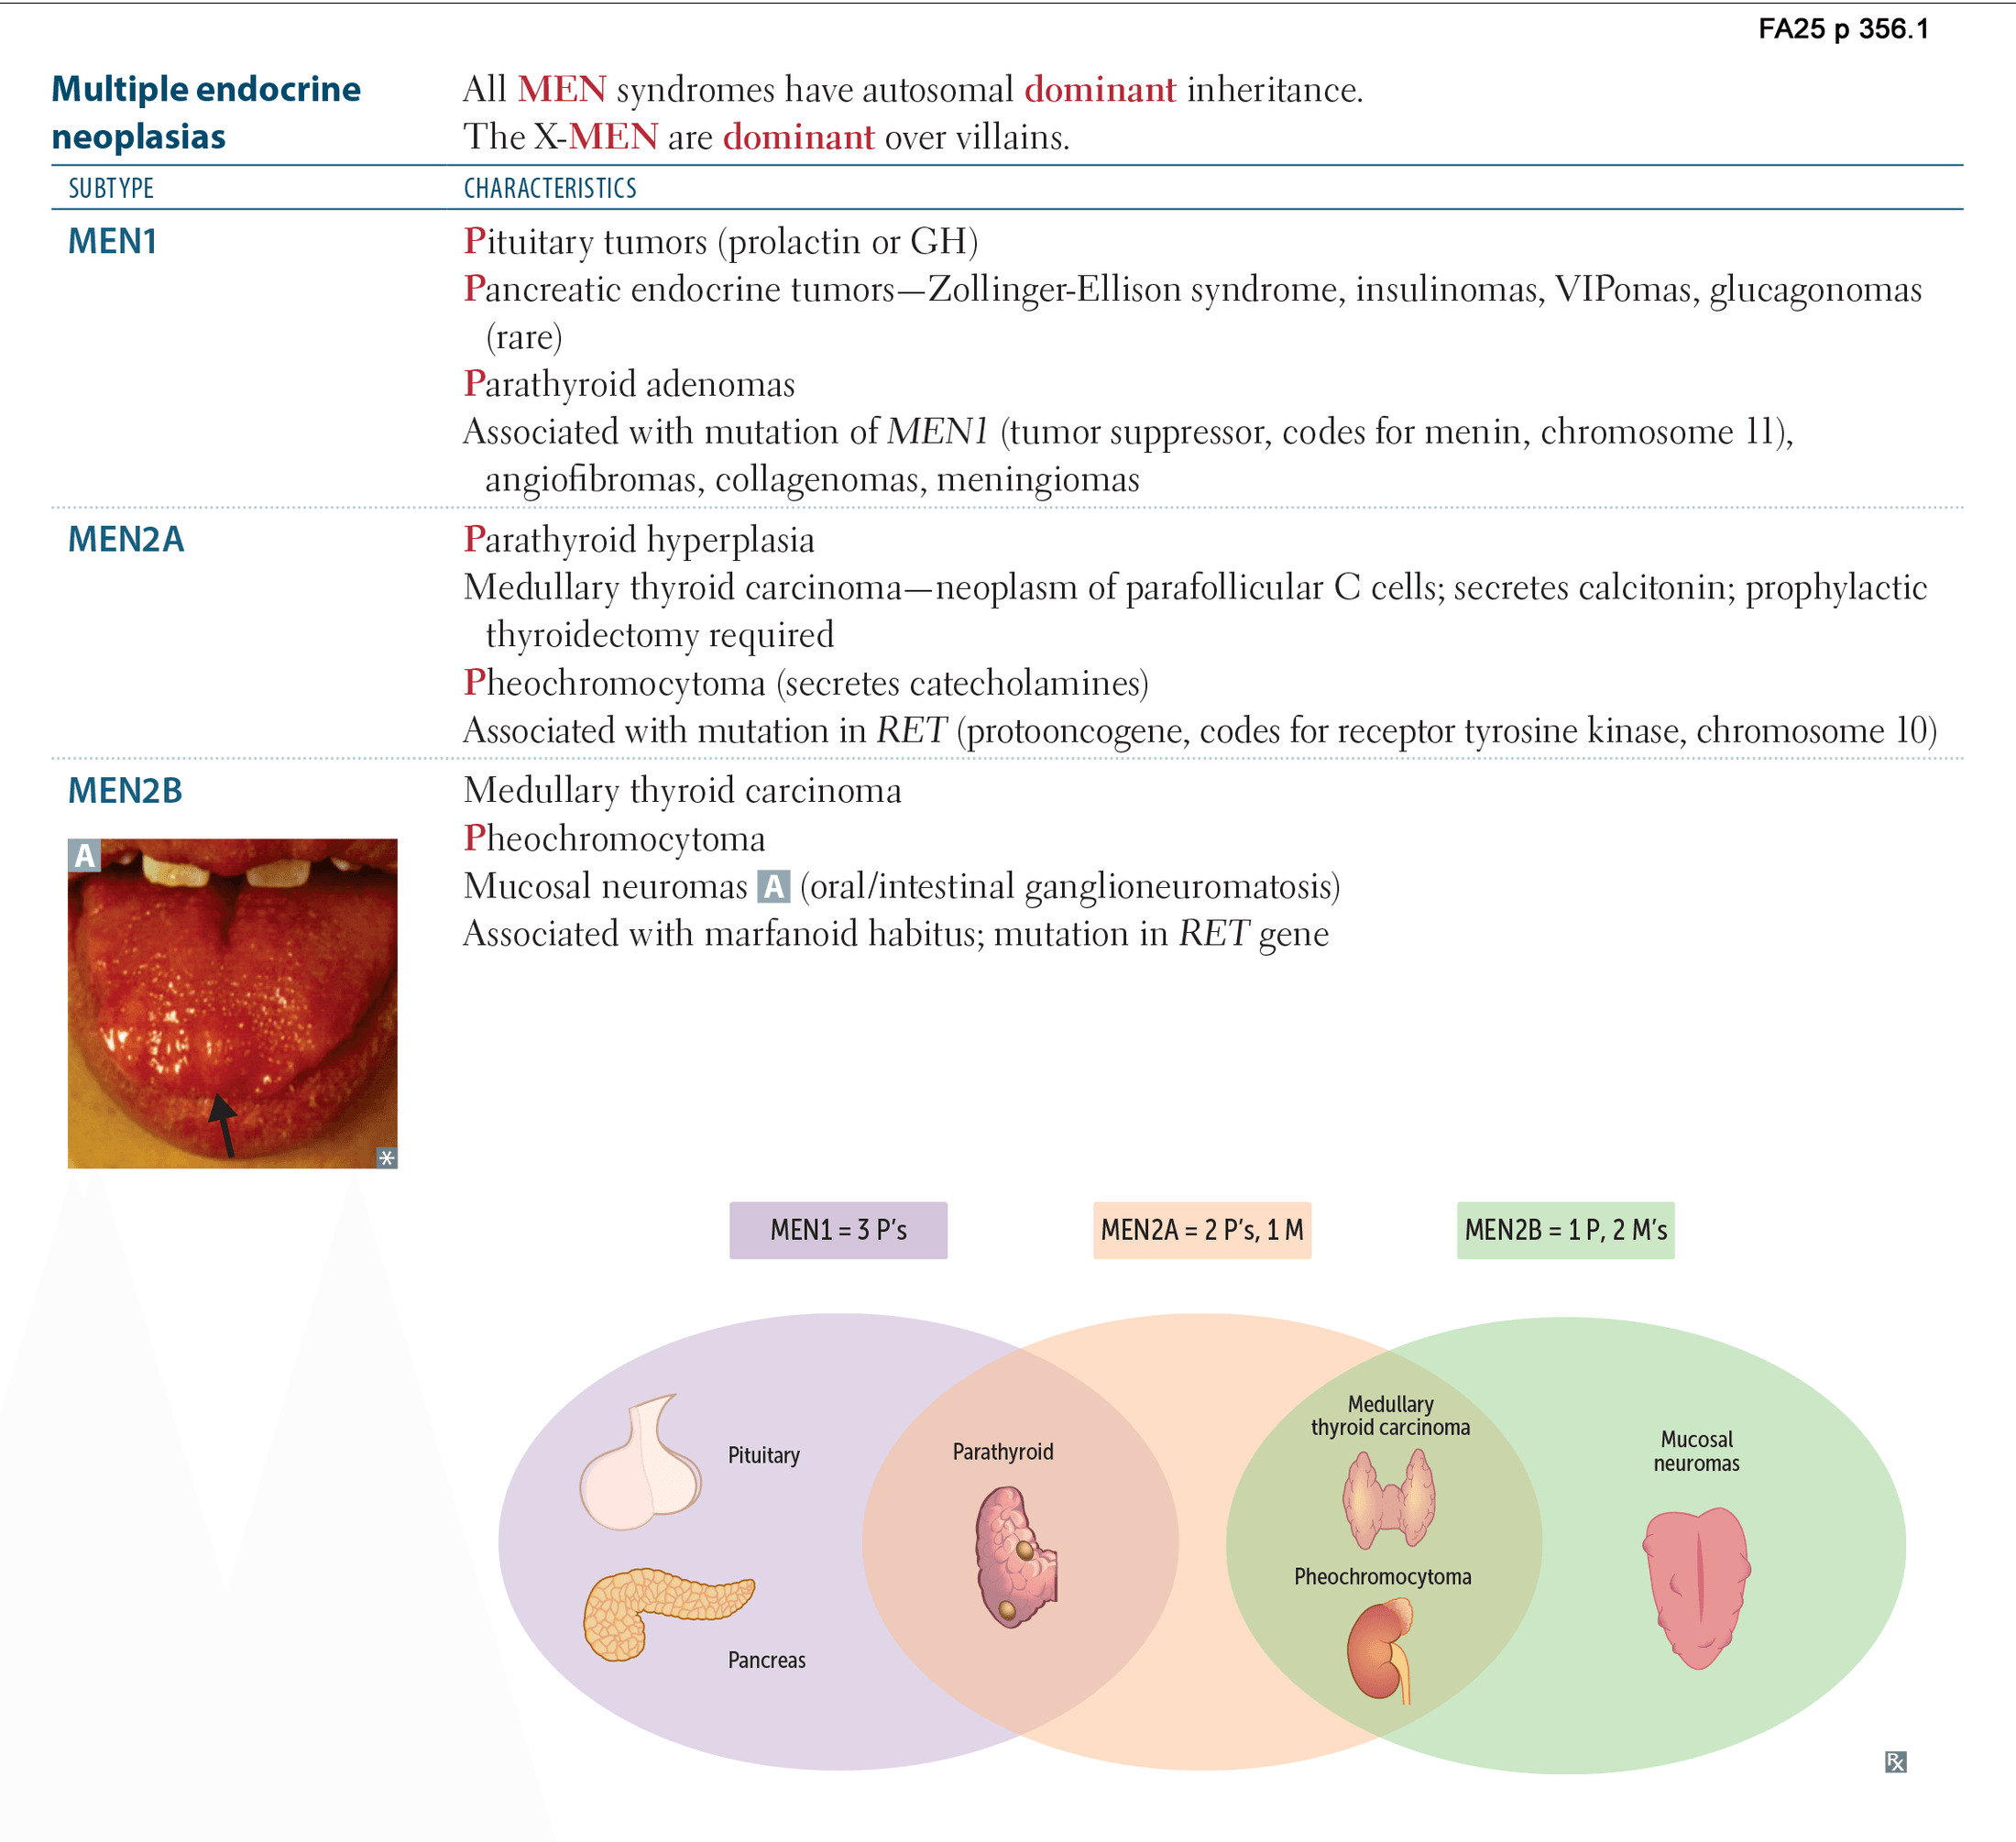 FA25 p 356.1
Multiple endocrine
neoplasias
All MEN syndromes have autosomal dominant inheritance.
The X-MEN are dominant over villains.
SUBTYPE
CHARACTERISTICS
MEN1
Pituitary tumors (prolactin or GH)
Pancreatic endocrine tumors—Zollinger-Ellison syndrome, insulinomas, VIPomas, glucagonomas
(rare)
Parathyroid adenomas
Associated with mutation of MEN1 (tumor suppressor, codes for menin, chromosome 11),
angiofibromas, collagenomas, meningiomas
MEN2A
Parathyroid hyperplasia
Medullary thyroid carcinoma—neoplasm of parafollicular C cells; secretes calcitonin; prophylactic
thyroidectomy required
Pheochromocytoma (secretes catecholamines)
Associated with mutation in RET (protooncogene, codes for receptor tyrosine kinase, chromosome 10)
MEN2B
Medullary thyroid carcinoma
Pheochromocytoma
Mucosal neuromas A (oral/intestinal ganglioneuromatosis)
Associated with marfanoid habitus; mutation in RET gene
A
*
MEN1 = 3 P's
MEN2A = 2 P's, 1 M
MEN2B = 1 P, 2 M's
Pituitary
Pancreas
Parathyroid
Medullary
thyroid carcinoma
Pheochromocytoma
Mucosal
neuromas
Rx